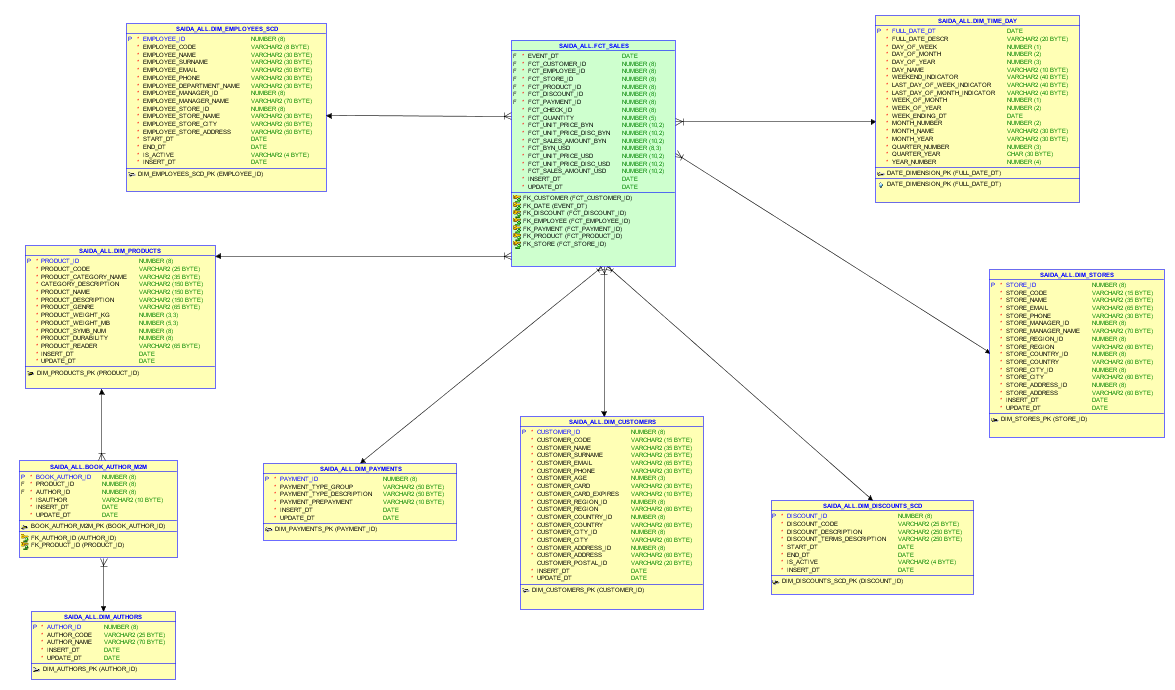 SAIDA_ALL.DIM_EMPLOYEES_SCD
P * EMPLOYEE_ID NUMBER (8)
* EMPLOYEE_CODE VARCHAR2 (8 BYTE)
* EMPLOYEE_NAME VARCHAR2 (30 BYTE)
* EMPLOYEE_SURNAME VARCHAR2 (30 BYTE)
* EMPLOYEE_EMAIL VARCHAR2 (50 BYTE)
* EMPLOYEE_PHONE VARCHAR2 (30 BYTE)
* EMPLOYEE_DEPARTMENT_NAME VARCHAR2 (30 BYTE)
* EMPLOYEE_MANAGER_ID NUMBER (8)
* EMPLOYEE_MANAGER_NAME VARCHAR2 (70 BYTE)
* EMPLOYEE_STORE_ID NUMBER (8)
* EMPLOYEE_STORE_NAME VARCHAR2 (30 BYTE)
* EMPLOYEE_STORE_CITY VARCHAR2 (50 BYTE)
* EMPLOYEE_STORE_ADDRESS VARCHAR2 (50 BYTE)
* START_DT DATE
* END_DT DATE
* IS_ACTIVE VARCHAR2 (4 BYTE)
* INSERT_DT DATE
DIM_EMPLOYEES_SCD_PK (EMPLOYEE_ID)
SAIDA_ALL.FCT_SALES
F * EVENT_DT DATE
F * FCT_CUSTOMER_ID NUMBER (8)
F * FCT_EMPLOYEE_ID NUMBER (8)
F * FCT_STORE_ID NUMBER (8)
F * FCT_PRODUCT_ID NUMBER (8)
F * FCT_DISCOUNT_ID NUMBER (8)
F * FCT_PAYMENT_ID NUMBER (8)
* FCT_CHECK_ID NUMBER (8)
* FCT_QUANTITY NUMBER (5)
* FCT_UNIT_PRICE_BYN NUMBER (10,2)
* FCT_UNIT_PRICE_DISC_BYN NUMBER (10,2)
* FCT_SALES_AMOUNT_BYN NUMBER (10,2)
* FCT_BYN_USD NUMBER (8,3)
* FCT_UNIT_PRICE_USD NUMBER (10,2)
* FCT_UNIT_PRICE_DISC_USD NUMBER (10,2)
* FCT_SALES_AMOUNT_USD NUMBER (10,2)
* INSERT_DT DATE
* UPDATE_DT DATE
FK_CUSTOMER (FCT_CUSTOMER_ID)
FK_DATE (EVENT_DT)
FK_DISCOUNT (FCT_DISCOUNT_ID)
FK_EMPLOYEE (FCT_EMPLOYEE_ID)
FK_PAYMENT (FCT_PAYMENT_ID)
FK_PRODUCT (FCT_PRODUCT_ID)
FK_STORE (FCT_STORE_ID)
SAIDA_ALL.DIM_TIME_DAY
P * FULL_DATE_DT DATE
* FULL_DATE_DESCR VARCHAR2 (20 BYTE)
* DAY_OF_WEEK NUMBER (1)
* DAY_OF_MONTH NUMBER (2)
* DAY_OF_YEAR NUMBER (3)
* DAY_NAME VARCHAR2 (10 BYTE)
* WEEKEND_INDICATOR VARCHAR2 (40 BYTE)
* LAST_DAY_OF_WEEK_INDICATOR VARCHAR2 (40 BYTE)
* LAST_DAY_OF_MONTH_INDICATOR VARCHAR2 (40 BYTE)
* WEEK_OF_MONTH NUMBER (1)
* WEEK_OF_YEAR NUMBER (2)
* WEEK_ENDING_DT DATE
* MONTH_NUMBER NUMBER (2)
* MONTH_NAME VARCHAR2 (30 BYTE)
* MONTH_YEAR VARCHAR2 (30 BYTE)
* QUARTER_NUMBER NUMBER (3)
* QUARTER_YEAR CHAR (30 BYTE)
* YEAR_NUMBER NUMBER (4)
DATE_DIMENSION_PK (FULL_DATE_DT)
DATE_DIMENSION_PK (FULL_DATE_DT)
SAIDA_ALL.DIM_PRODUCTS
P * PRODUCT_ID NUMBER (8)
* PRODUCT_CODE VARCHAR2 (25 BYTE)
* PRODUCT_CATEGORY_NAME VARCHAR2 (35 BYTE)
* CATEGORY_DESCRIPTION VARCHAR2 (150 BYTE)
* PRODUCT_NAME VARCHAR2 (150 BYTE)
* PRODUCT_DESCRIPTION VARCHAR2 (150 BYTE)
* PRODUCT_GENRE VARCHAR2 (65 BYTE)
* PRODUCT_WEIGHT_KG NUMBER (3,3)
* PRODUCT_WEIGHT_MB NUMBER (5,3)
* PRODUCT_SYMB_NUM NUMBER (8)
* PRODUCT_DURABILITY NUMBER (8)
* PRODUCT_READER VARCHAR2 (65 BYTE)
* INSERT_DT DATE
* UPDATE_DT DATE
DIM_PRODUCTS_PK (PRODUCT_ID)
SAIDA_ALL.DIM_STORES
P * STORE_ID NUMBER (8)
* STORE_CODE VARCHAR2 (15 BYTE)
* STORE_NAME VARCHAR2 (35 BYTE)
* STORE_EMAIL VARCHAR2 (65 BYTE)
* STORE_PHONE VARCHAR2 (30 BYTE)
* STORE_MANAGER_ID NUMBER (8)
* STORE_MANAGER_NAME VARCHAR2 (70 BYTE)
* STORE_REGION_ID NUMBER (8)
* STORE_REGION VARCHAR2 (60 BYTE)
* STORE_COUNTRY_ID NUMBER (8)
* STORE_COUNTRY VARCHAR2 (60 BYTE)
* STORE_CITY_ID NUMBER (8)
* STORE_CITY VARCHAR2 (60 BYTE)
* STORE_ADDRESS_ID NUMBER (8)
* STORE_ADDRESS VARCHAR2 (60 BYTE)
* INSERT_DT DATE
* UPDATE_DT DATE
DIM_STORES_PK (STORE_ID)
SAIDA_ALL.BOOK_AUTHOR_M2M
P * BOOK_AUTHOR_ID NUMBER (8)
F * PRODUCT_ID NUMBER (8)
F * AUTHOR_ID NUMBER (8)
* ISAUTHOR VARCHAR2 (10 BYTE)
* INSERT_DT DATE
* UPDATE_DT DATE
BOOK_AUTHOR_M2M_PK (BOOK_AUTHOR_ID)
FK_AUTHOR_ID (AUTHOR_ID)
FK_PRODUCT_ID (PRODUCT_ID)
SAIDA_ALL.DIM_PAYMENTS
P * PAYMENT_ID NUMBER (8)
* PAYMENT_TYPE_GROUP VARCHAR2 (50 BYTE)
* PAYMENT_TYPE_DESCRIPTION VARCHAR2 (50 BYTE)
* PAYMENT_PREPAYMENT VARCHAR2 (10 BYTE)
* INSERT_DT DATE
* UPDATE_DT DATE
DIM_PAYMENTS_PK (PAYMENT_ID)
SAIDA_ALL.DIM_CUSTOMERS
P * CUSTOMER_ID NUMBER (8)
* CUSTOMER_CODE VARCHAR2 (15 BYTE)
* CUSTOMER_NAME VARCHAR2 (35 BYTE)
* CUSTOMER_SURNAME VARCHAR2 (35 BYTE)
* CUSTOMER_EMAIL VARCHAR2 (65 BYTE)
* CUSTOMER_PHONE VARCHAR2 (30 BYTE)
* CUSTOMER_AGE NUMBER (3)
* CUSTOMER_CARD VARCHAR2 (30 BYTE)
* CUSTOMER_CARD_EXPIRES VARCHAR2 (10 BYTE)
* CUSTOMER_REGION_ID NUMBER (8)
* CUSTOMER_REGION VARCHAR2 (60 BYTE)
* CUSTOMER_COUNTRY_ID NUMBER (8)
* CUSTOMER_COUNTRY VARCHAR2 (60 BYTE)
* CUSTOMER_CITY_ID NUMBER (8)
* CUSTOMER_CITY VARCHAR2 (60 BYTE)
* CUSTOMER_ADDRESS_ID NUMBER (8)
* CUSTOMER_ADDRESS VARCHAR2 (60 BYTE)
CUSTOMER_POSTAL_ID VARCHAR2 (20 BYTE)
* INSERT_DT DATE
* UPDATE_DT DATE
DIM_CUSTOMERS_PK (CUSTOMER_ID)
SAIDA_ALL.DIM_DISCOUNTS_SCD
P * DISCOUNT_ID NUMBER (8)
* DISCOUNT_CODE VARCHAR2 (25 BYTE)
* DISCOUNT_DESCRIPTION VARCHAR2 (250 BYTE)
* DISCOUNT_TERMS_DESCRIPTION VARCHAR2 (250 BYTE)
* START_DT DATE
* END_DT DATE
* IS_ACTIVE VARCHAR2 (4 BYTE)
* INSERT_DT DATE
DIM_DISCOUNTS_SCD_PK (DISCOUNT_ID)
SAIDA_ALL.DIM_AUTHORS
P * AUTHOR_ID NUMBER (8)
* AUTHOR_CODE VARCHAR2 (25 BYTE)
* AUTHOR_NAME VARCHAR2 (70 BYTE)
* INSERT_DT DATE
* UPDATE_DT DATE
DIM_AUTHORS_PK (AUTHOR_ID)